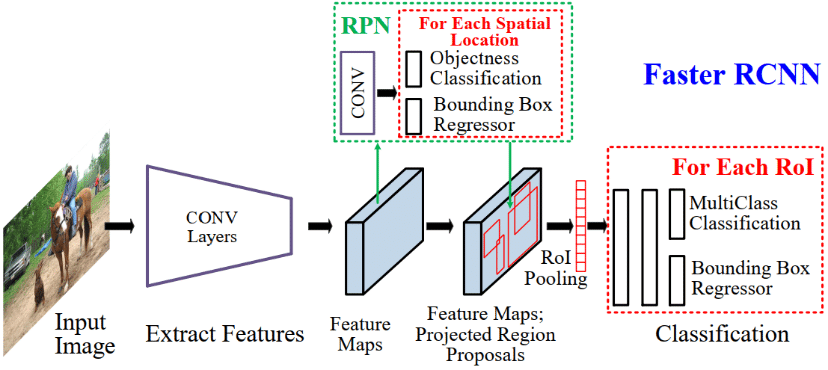 RPN
For Each Spatial
Location
Objectness
Classification
Bounding Box
Regressor
CONV
Faster RCNN
For Each RoI
MultiClass
Classification
Bounding Box
Regressor
CONV
Layers
RoI
Pooling
Input
Image
Extract Features
Feature
Maps
Feature Maps;
Projected Region
Proposals
Classification